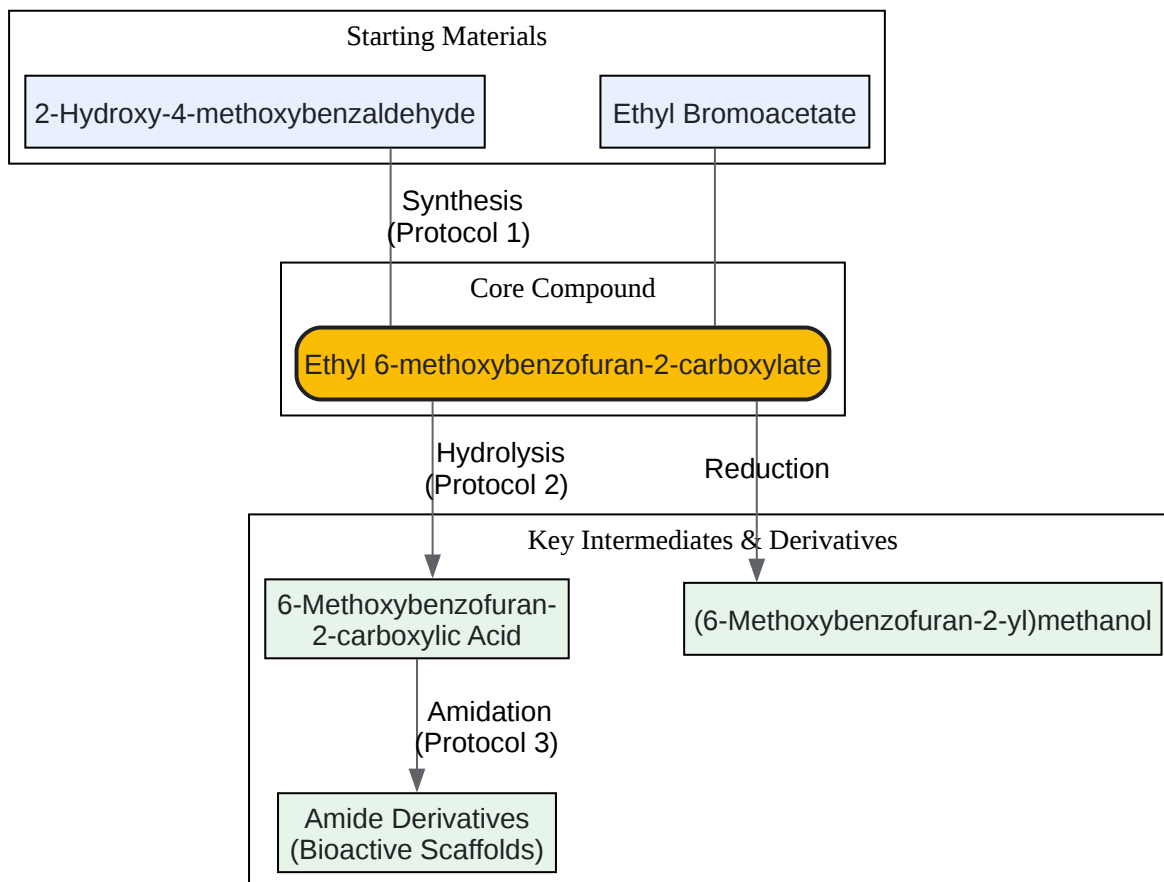 Starting Materials
2-Hydroxy-4-methoxybenzaldehyde
Ethyl Bromoacetate
Synthesis
(Protocol 1)
Core Compound
Ethyl 6-methoxybenzofuran-2-carboxylate
Hydrolysis
(Protocol 2)
Reduction
Key Intermediates & Derivatives
6-Methoxybenzofuran-
2-carboxylic Acid
(6-Methoxybenzofuran-2-yl)methanol
Amidation
(Protocol 3)
Amide Derivatives
(Bioactive Scaffolds)